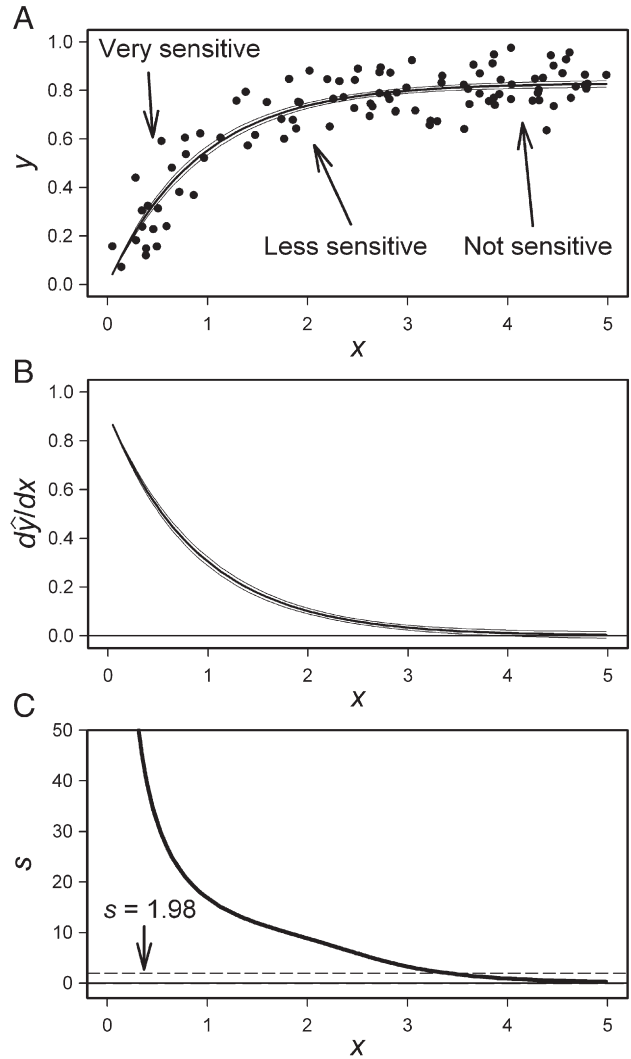 A
Very sensitive
Less sensitive
Not sensitive
y
1.0
0.8
0.6
0.4
0.2
0.0
0 1 2 3 4 5
x
B
dŷ/dx
1.0
0.8
0.6
0.4
0.2
0.0
0 1 2 3 4 5
x
C
s
50
40
30
20
10
0
s = 1.98
0 1 2 3 4 5
x